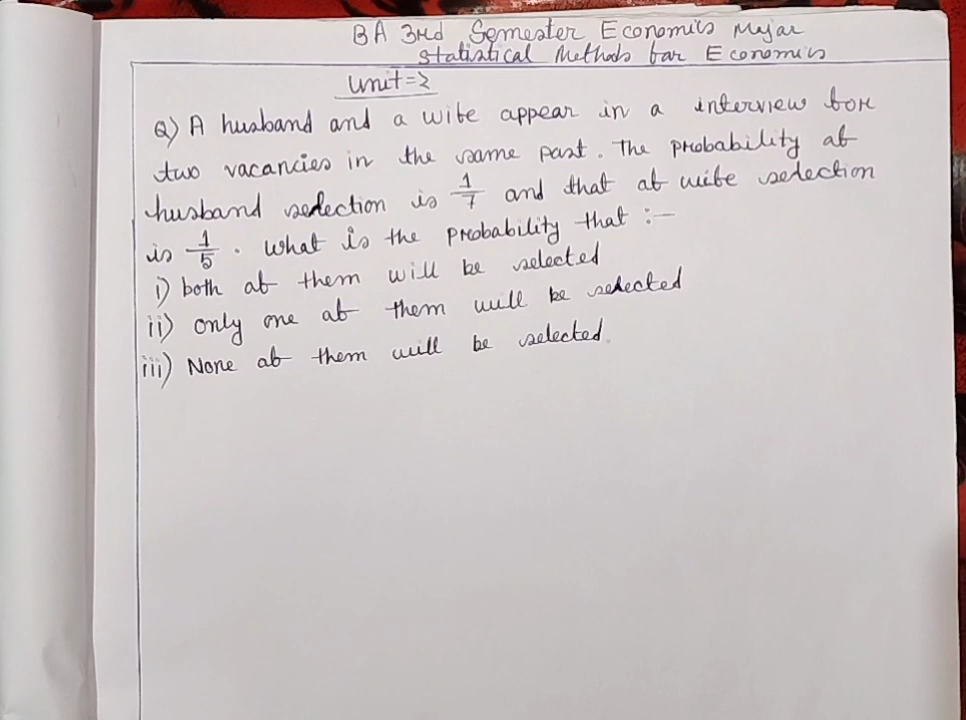 BA 3rd Semester Economics Major
Statistical Methods for Economics
Unit=2
Q) A husband and a wife appear in a interview for
two vacancies in the same post. The probability of
husband selection is 1/7 and that of wife selection
is 1/5. What is the probability that :-
i) both of them will be selected
ii) only one of them will be selected
iii) None of them will be selected.